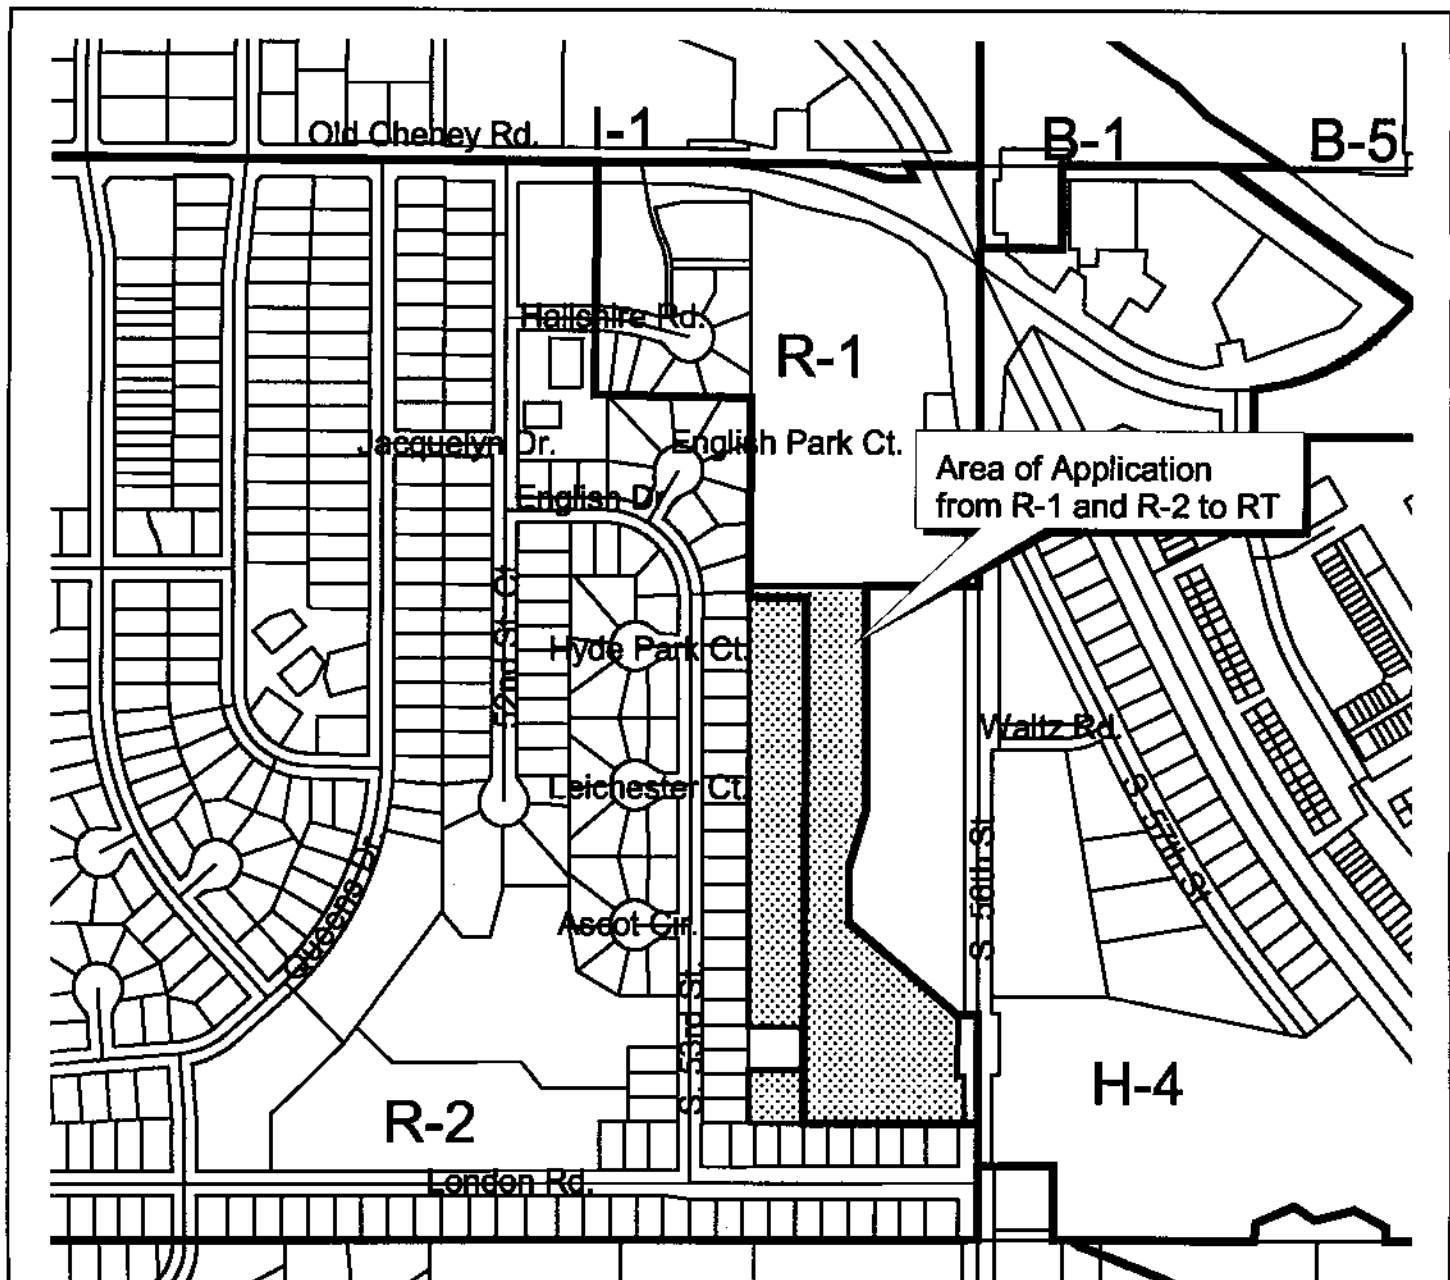 Old Cheney Rd.
I-1
B-1
B-5
Hallshire Rd.
R-1
Jacquelyn Dr.
English Park Ct.
Area of Application
from R-1 and R-2 to RT
English Dr.
52nd St. Ct.
Hyde Park Ct.
Waltz Rd.
Leichester Ct.
S. 57th St.
S. 56th St.
Queens Dr.
Ascot Cir.
S. 53rd St.
H-4
R-2
London Rd.